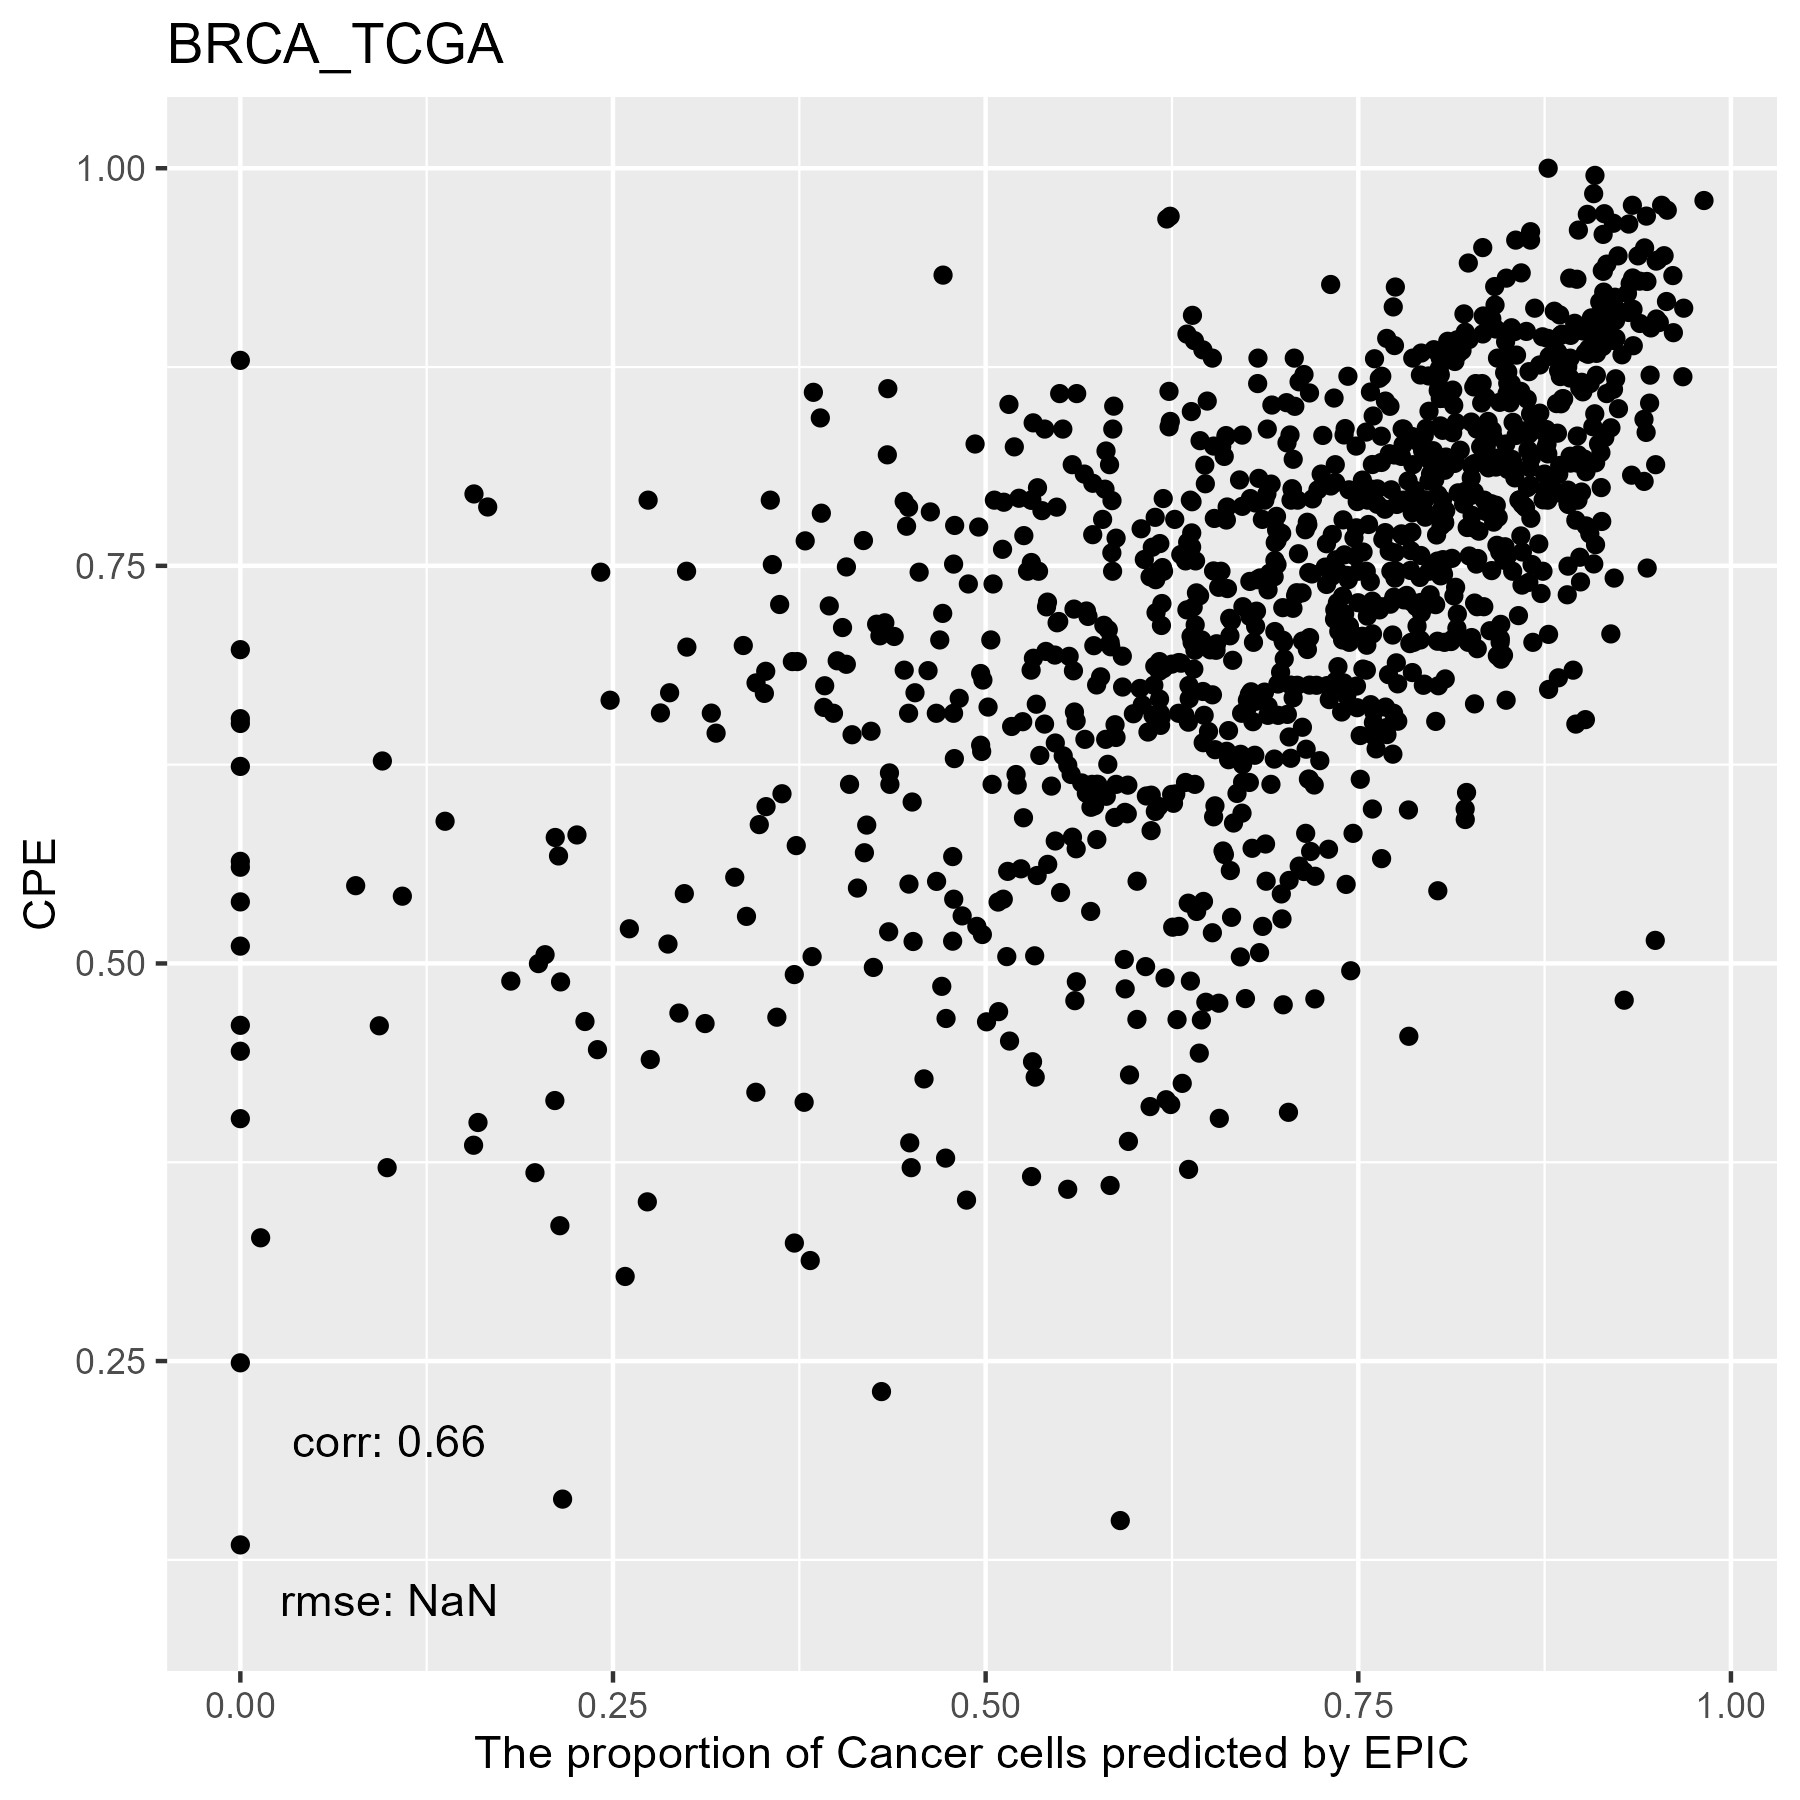 BRCA_TCGA
1.00
0.75
0.50
0.25
CPE
corr: 0.66
rmse: NaN
0.00 0.25 0.50 0.75 1.00
The proportion of Cancer cells predicted by EPIC